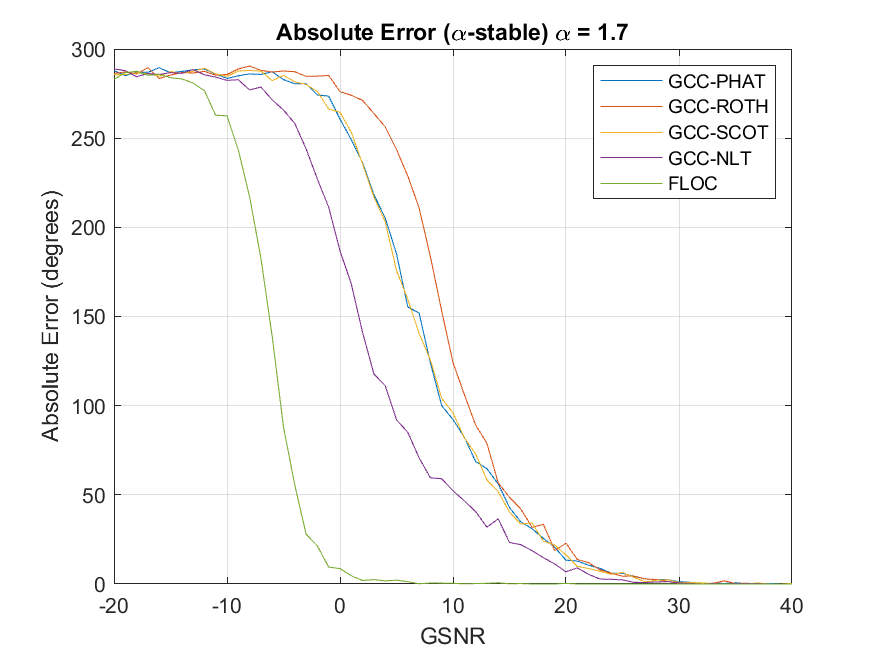 Absolute Error (α-stable) α = 1.7
300
250
200
150
100
50
0
Absolute Error (degrees)
GCC-PHAT
GCC-ROTH
GCC-SCOT
GCC-NLT
FLOC
-20
-10
0
10
20
30
40
GSNR